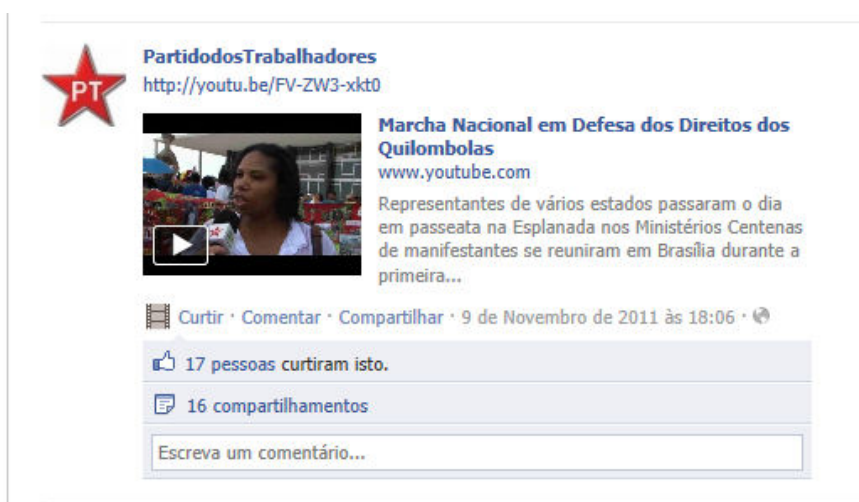 PT
PartidodosTrabalhadores
http://youtu.be/FV-ZW3-xkt0
Marcha Nacional em Defesa dos Direitos dos
Quilombolas
www.youtube.com
Representantes de vários estados passaram o dia
em passeata na Esplanada nos Ministérios Centenas
de manifestantes se reuniram em Brasília durante a
primeira...
Curtir · Comentar · Compartilhar · 9 de Novembro de 2011 às 18:06 ·
17 pessoas curtiram isto.
16 compartilhamentos
Escreva um comentário...